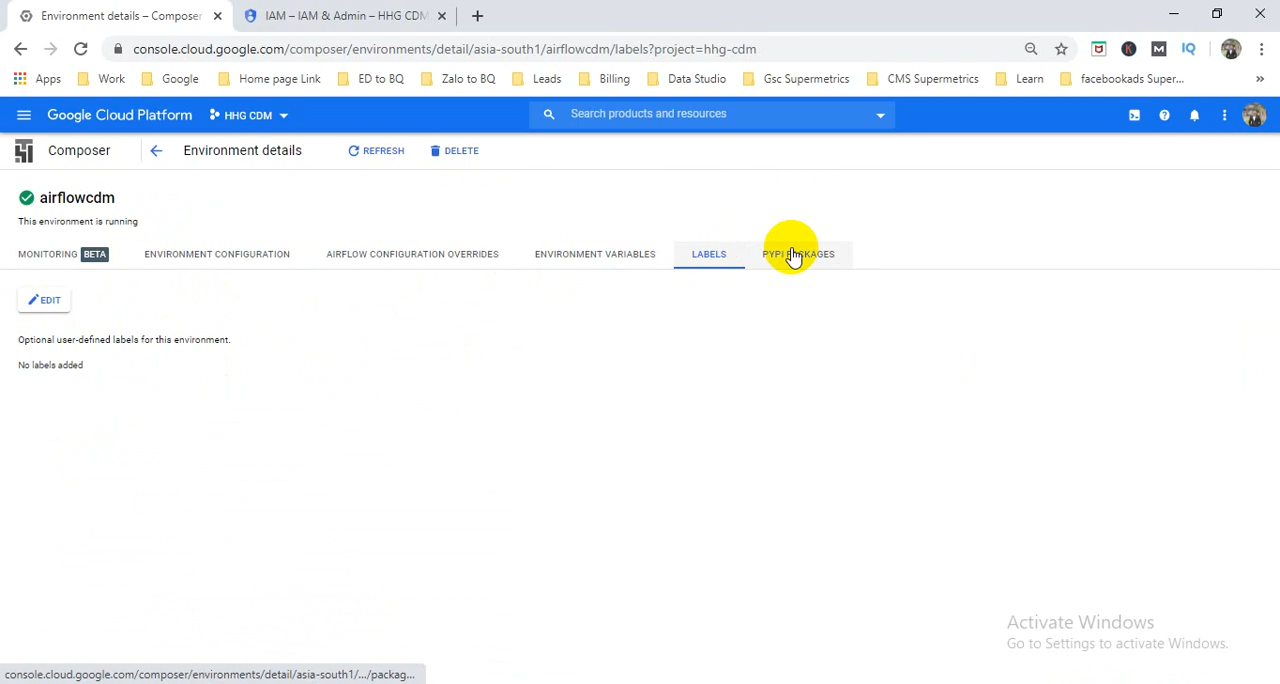 Environment details – Composer
IAM – IAM & Admin – HHG CDM
console.cloud.google.com/composer/environments/detail/asia-south1/airflowcdm/labels?project=hhg-cdm
Apps Work Google Home page Link ED to BQ Zalo to BQ Leads Billing Data Studio Gsc Supermetrics CMS Supermetrics Learn facebookads Super... »
Google Cloud Platform HHG CDM Search products and resources
Composer Environment details REFRESH DELETE
airflowcdm
This environment is running
MONITORING BETA ENVIRONMENT CONFIGURATION AIRFLOW CONFIGURATION OVERRIDES ENVIRONMENT VARIABLES LABELS PYPI PACKAGES
EDIT
Optional user-defined labels for this environment.
No labels added
Activate Windows
Go to Settings to activate Windows.
console.cloud.google.com/composer/environments/detail/asia-south1/.../packag...